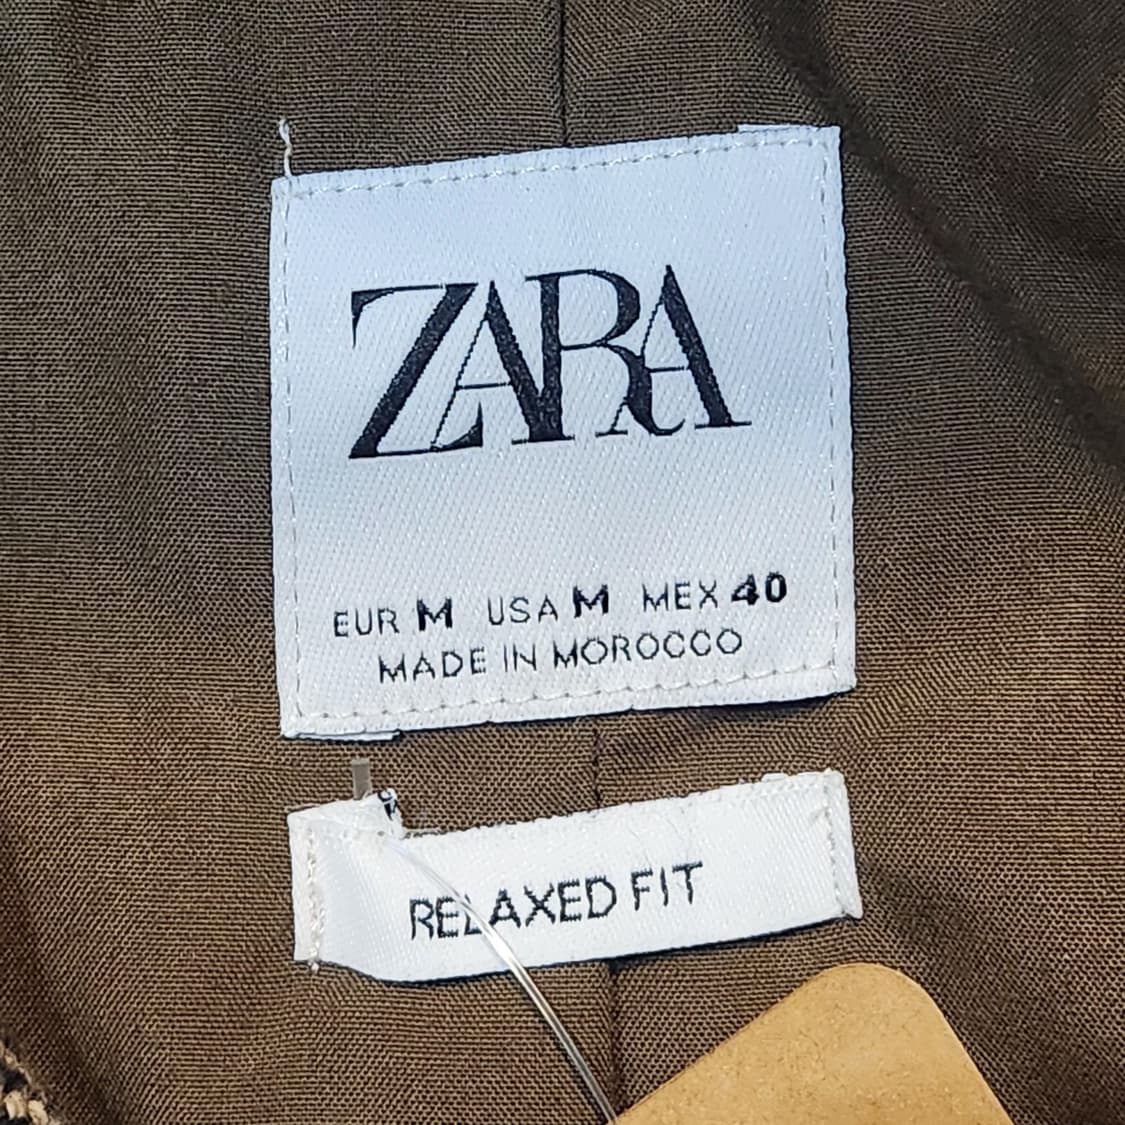 ZARA
EUR M USA M MEX 40
MADE IN MOROCCO
RELAXED FIT